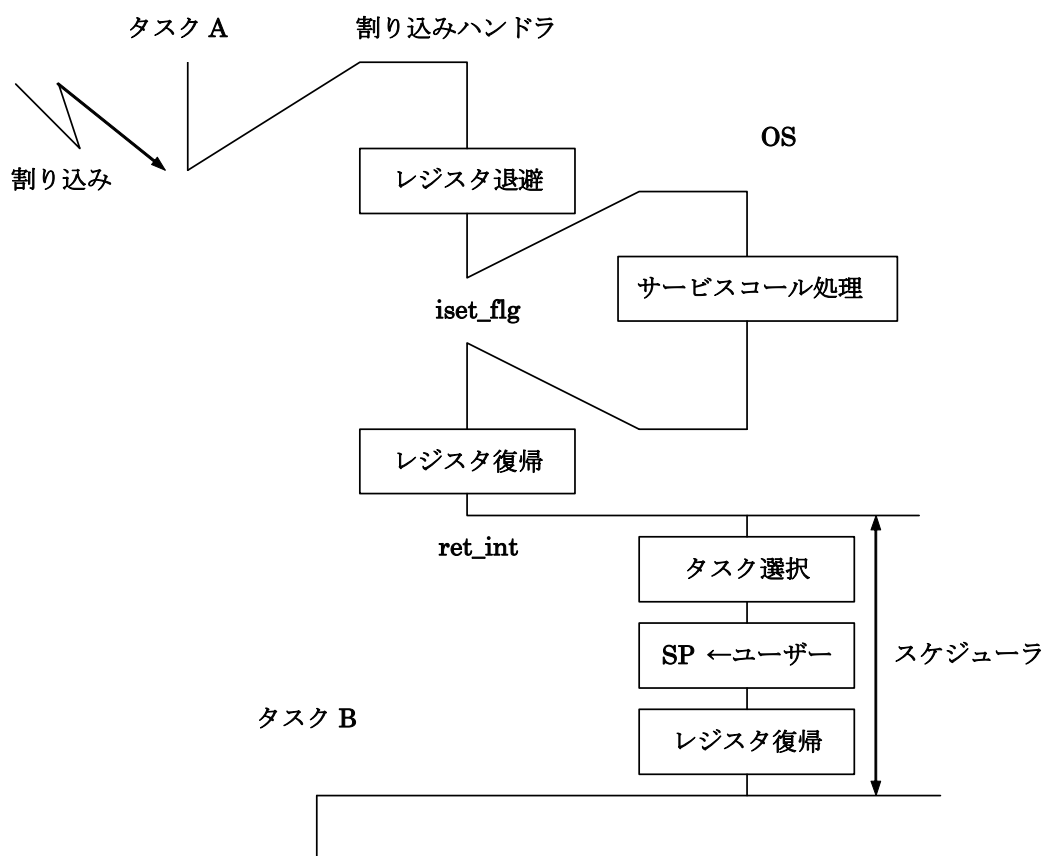 タスク A
割り込みハンドラ
OS
割り込み
レジスタ退避
サービスコール処理
iset_flg
レジスタ復帰
ret_int
タスク選択
SP ←ユーザー
スケジューラ
タスク B
レジスタ復帰